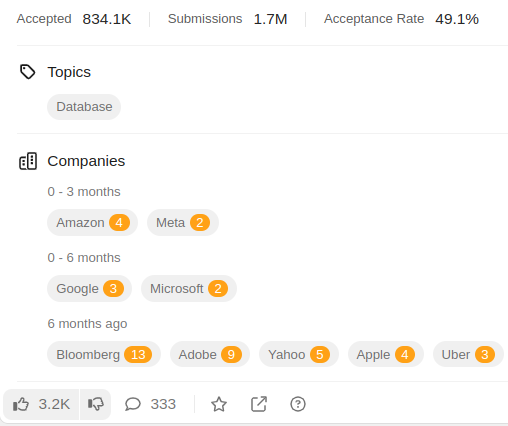 Accepted 834.1K Submissions 1.7M Acceptance Rate 49.1%
Topics
Database
Companies
0 - 3 months
Amazon 4 Meta 2
0 - 6 months
Google 3 Microsoft 2
6 months ago
Bloomberg 13 Adobe 9 Yahoo 5 Apple 4 Uber 3
3.2K 333